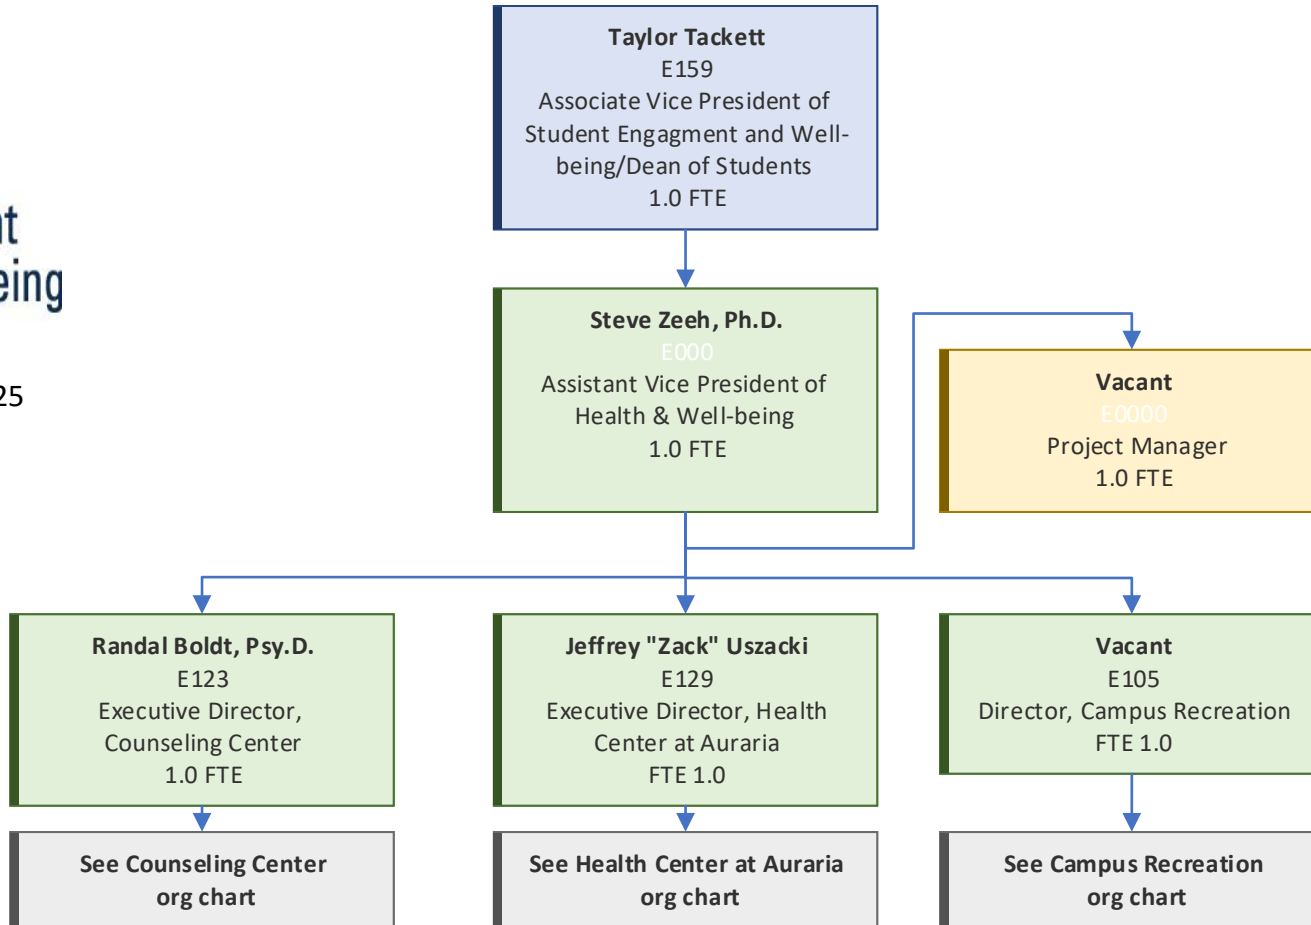 Taylor Tackett
E159
Associate Vice President of
Student Engagment and Well-
being/Dean of Students
1.0 FTE
eing
Steve Zeeh, Ph.D.
E000
Assistant Vice President of
Health & Well-being
1.0 FTE
25
Vacant
E0000
Project Manager
1.0 FTE
Randal Boldt, Psy.D.
E123
Executive Director,
Counseling Center
1.0 FTE
Jeffrey "Zack" Uszacki
E129
Executive Director, Health
Center at Auraria
FTE 1.0
Vacant
E105
Director, Campus Recreation
FTE 1.0
See Counseling Center
org chart
See Health Center at Auraria
org chart
See Campus Recreation
org chart